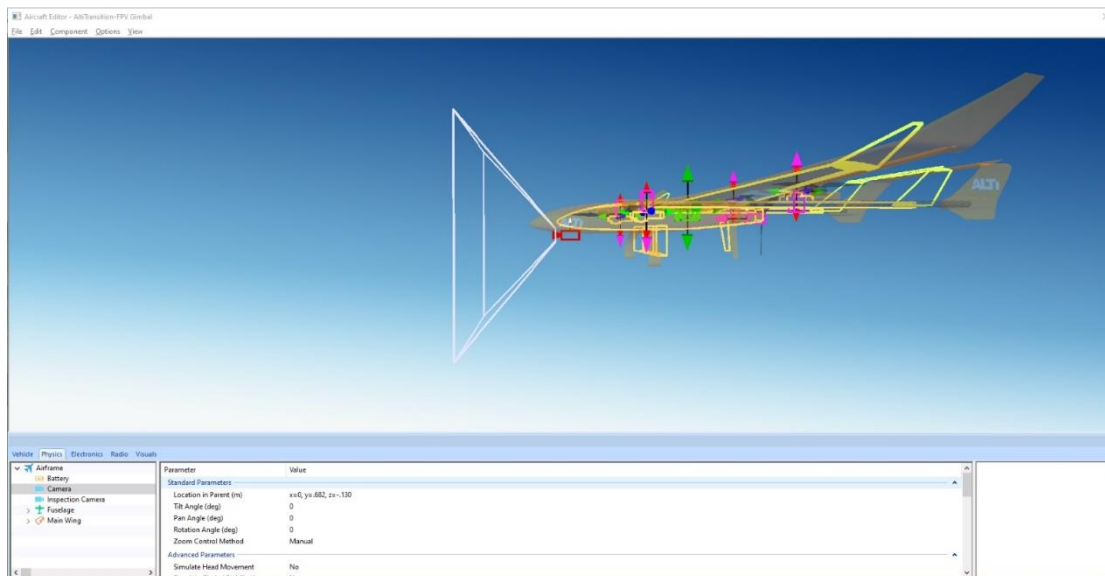 Aircraft Editor - AltiTransition-FPV Gimbal
File Edit Component Options View
ALTI
Vehicle Physics Electronics Radio Visuals
Airframe
Battery
Camera
Inspection Camera
Fuselage
Main Wing
Parameter Value
Standard Parameters
Location in Parent (m) x=0, y=.682, z=-.130
Tilt Angle (deg) 0
Pan Angle (deg) 0
Rotation Angle (deg) 0
Zoom Control Method Manual
Advanced Parameters
Simulate Head Movement No